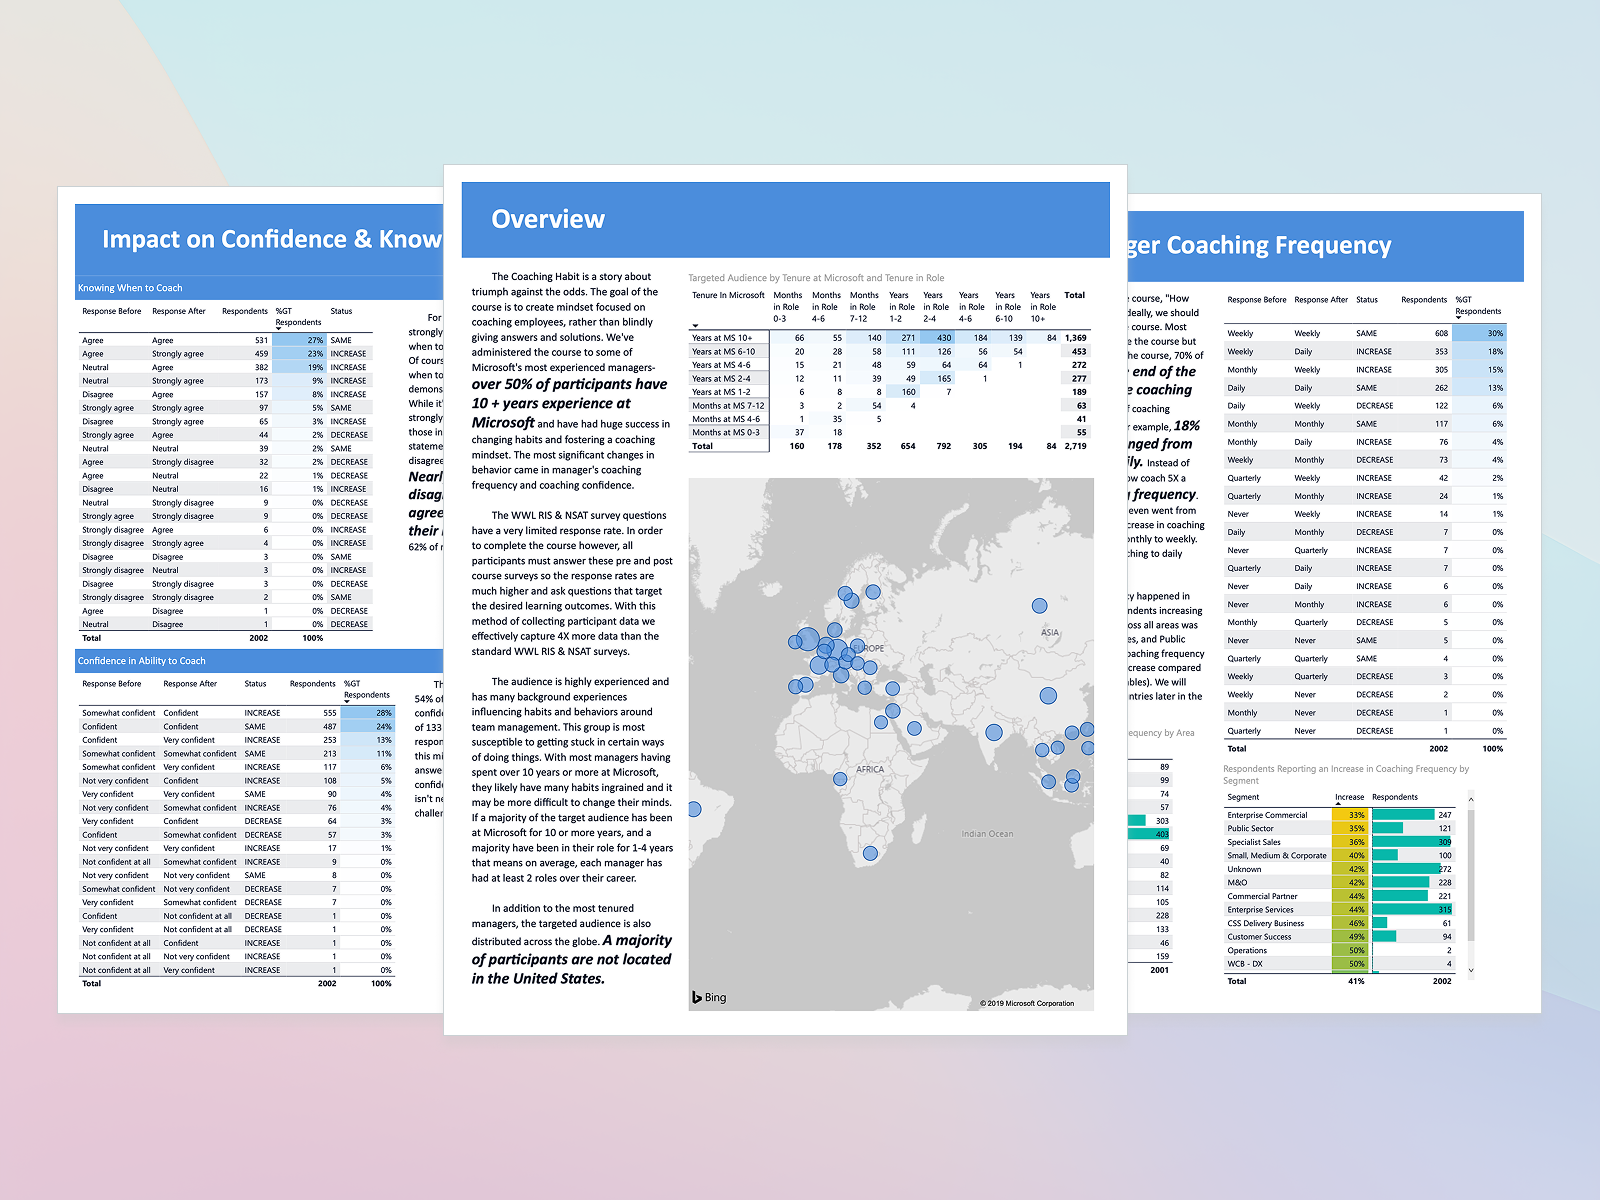 Impact on Confidence & Know
Knowing When to Coach
Response Before Response After Respondents %GT Respondents Status
Agree Agree 531 27% SAME
Agree Strongly agree 459 23% INCREASE
Neutral Agree 382 19% INCREASE
Neutral Strongly agree 173 9% INCREASE
Disagree Agree 157 8% INCREASE
Strongly agree Strongly agree 97 5% SAME
Disagree Strongly agree 65 3% INCREASE
Strongly agree Agree 44 2% DECREASE
Neutral Neutral 39 2% SAME
Agree Strongly disagree 32 2% DECREASE
Agree Neutral 22 1% DECREASE
Disagree Neutral 16 1% INCREASE
Neutral Strongly disagree 9 0% DECREASE
Strongly agree Strongly disagree 9 0% DECREASE
Strongly disagree Agree 6 0% INCREASE
Strongly disagree Strongly agree 4 0% INCREASE
Disagree Disagree 3 0% SAME
Strongly disagree Neutral 3 0% INCREASE
Disagree Strongly disagree 3 0% DECREASE
Strongly disagree Strongly disagree 2 0% SAME
Agree Disagree 1 0% DECREASE
Neutral Disagree 1 0% DECREASE
Total 2002 100%
For
strongly
when to
Of cours
when to
demons
While it'
strongly
those in
stateme
disagree
Nearl
disag
agree
their
62% of r
Confidence in Ability to Coach
Response Before Response After Status Respondents %GT Respondents
Somewhat confident Confident INCREASE 555 28%
Confident Confident SAME 487 24%
Confident Very confident INCREASE 253 13%
Somewhat confident Somewhat confident SAME 213 11%
Somewhat confident Very confident INCREASE 117 6%
Not very confident Confident INCREASE 108 5%
Very confident Very confident SAME 90 4%
Not very confident Somewhat confident INCREASE 76 4%
Very confident Confident DECREASE 64 3%
Confident Somewhat confident DECREASE 57 3%
Not very confident Very confident INCREASE 17 1%
Not confident at all Somewhat confident INCREASE 9 0%
Not very confident Not very confident SAME 8 0%
Somewhat confident Not very confident DECREASE 7 0%
Very confident Somewhat confident DECREASE 7 0%
Confident Not confident at all DECREASE 1 0%
Very confident Not confident at all DECREASE 1 0%
Not confident at all Confident INCREASE 1 0%
Not confident at all Not very confident INCREASE 1 0%
Not confident at all Very confident INCREASE 1 0%
Total 2002 100%
Th
54% of
confide
of 133
respon
this mi
answe
confid
isn't ne
challer
Overview
The Coaching Habit is a story about
triumph against the odds. The goal of the
course is to create mindset focused on
coaching employees, rather than blindly
giving answers and solutions. We've
administered the course to some of
Microsoft's most experienced managers-
over 50% of participants have
10 + years experience at
Microsoft and have had huge success in
changing habits and fostering a coaching
mindset. The most significant changes in
behavior came in manager's coaching
frequency and coaching confidence.
The WWL RIS & NSAT survey questions
have a very limited response rate. In order
to complete the course however, all
participants must answer these pre and post
course surveys so the response rates are
much higher and ask questions that target
the desired learning outcomes. With this
method of collecting participant data we
effectively capture 4X more data than the
standard WWL RIS & NSAT surveys.
The audience is highly experienced and
has many background experiences
influencing habits and behaviors around
team management. This group is most
susceptible to getting stuck in certain ways
of doing things. With most managers having
spent over 10 years or more at Microsoft,
they likely have many habits ingrained and it
may be more difficult to change their minds.
If a majority of the target audience has been
at Microsoft for 10 or more years, and a
majority have been in their role for 1-4 years
that means on average, each manager has
had at least 2 roles over their career.
In addition to the most tenured
managers, the targeted audience is also
distributed across the globe. A majority
of participants are not located
in the United States.
Targeted Audience by Tenure at Microsoft and Tenure in Role
Tenure In Microsoft Months in Role 0-3 Months in Role 4-6 Months in Role 7-12 Years in Role 1-2 Years in Role 2-4 Years in Role 4-6 Years in Role 6-10 Years in Role 10+ Total
Years at MS 10+ 66 55 140 271 430 184 139 84 1,369
Years at MS 6-10 20 28 58 111 126 56 54 453
Years at MS 4-6 15 21 48 59 64 64 1 272
Years at MS 2-4 12 11 39 49 165 1 277
Years at MS 1-2 6 8 8 160 7 189
Months at MS 7-12 3 2 54 4 63
Months at MS 4-6 1 35 5 41
Months at MS 0-3 37 18 55
Total 160 178 352 654 792 305 194 84 2,719
ASIA
EUROPE
AFRICA
Indian Ocean
Bing
© 2019 Microsoft Corporation
ger Coaching Frequency
course, "How
deally, we should
course. Most
e the course but
he course, 70% of
end of the
e coaching
f coaching
r example, 18%
nged from
ily. Instead of
ow coach 5X a
g frequency.
even went from
crease in coaching
onthly to weekly.
ching to daily
cy happened in
ndents increasing
oss all areas was
es, and Public
oaching frequency
crease compared
ables). We will
ntries later in the
equency by Area
89
99
74
57
303
403
69
40
82
114
105
228
133
46
159
2001
Response Before Response After Status Respondents %GT Respondents
Weekly Weekly SAME 608 30%
Weekly Daily INCREASE 353 18%
Monthly Weekly INCREASE 305 15%
Daily Daily SAME 262 13%
Daily Weekly DECREASE 122 6%
Monthly Monthly SAME 117 6%
Monthly Daily INCREASE 76 4%
Weekly Monthly DECREASE 73 4%
Quarterly Weekly INCREASE 42 2%
Quarterly Monthly INCREASE 24 1%
Never Weekly INCREASE 14 1%
Daily Monthly DECREASE 7 0%
Never Quarterly INCREASE 7 0%
Quarterly Daily INCREASE 7 0%
Never Daily INCREASE 6 0%
Never Monthly INCREASE 6 0%
Monthly Quarterly DECREASE 5 0%
Never Never SAME 5 0%
Quarterly Quarterly SAME 4 0%
Weekly Quarterly DECREASE 3 0%
Weekly Never DECREASE 2 0%
Monthly Never DECREASE 1 0%
Quarterly Never DECREASE 1 0%
Total 2002 100%
Respondents Reporting an Increase in Coaching Frequency by
Segment
Segment Increase Respondents
Enterprise Commercial 33% 247
Public Sector 35% 121
Specialist Sales 36% 309
Small, Medium & Corporate 40% 100
Unknown 42% 272
M&O 42% 228
Commercial Partner 44% 221
Enterprise Services 44% 315
CSS Delivery Business 46% 61
Customer Success 49% 94
Operations 50% 2
WCB - DX 50% 4
Total 41% 2002